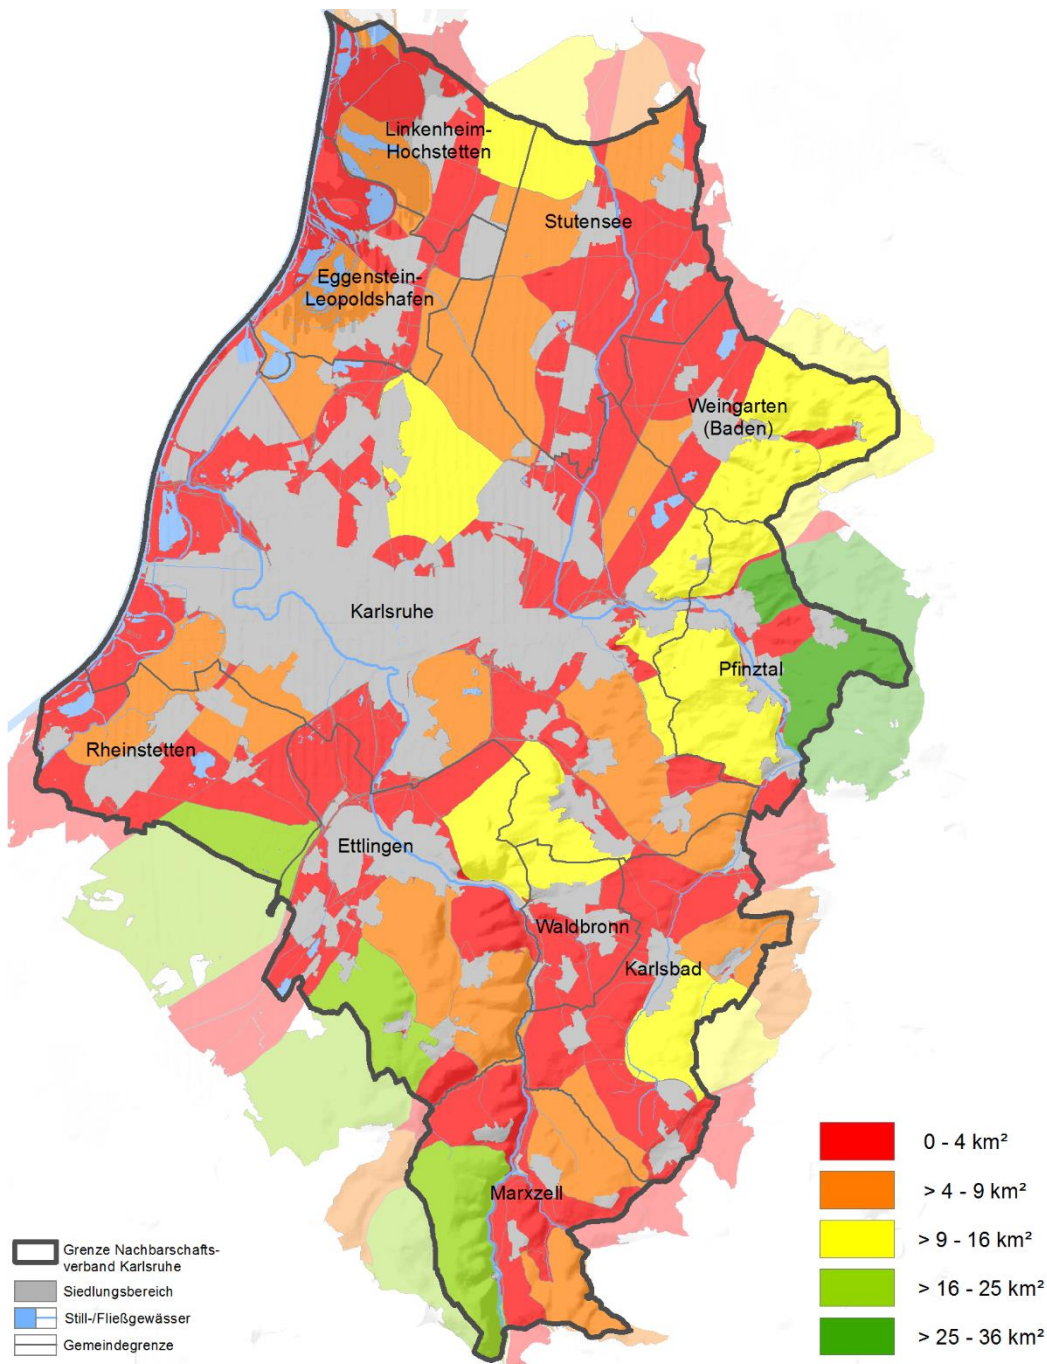 Linkenheim-
Hochstetten
Stutensee
Eggenstein-
Leopoldshafen
Weingarten
(Baden)
Karlsruhe
Pfinztal
Rheinstetten
Ettlingen
Waldbronn
Karlsbad
Marxzell
0 - 4 km²
> 4 - 9 km²
> 9 - 16 km²
> 16 - 25 km²
> 25 - 36 km²
Grenze Nachbarschafts-
verband Karlsruhe
Siedlungsbereich
Still-/Fließgewässer
Gemeindegrenze